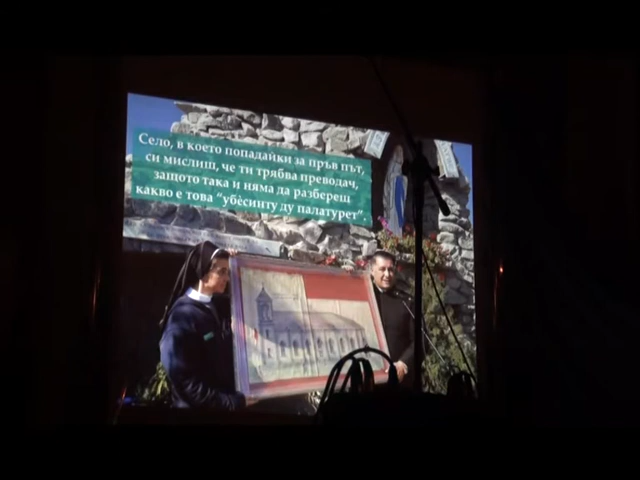 Село, в което попадайки за пръв път,
си мислиш, че ти трябва преводач,
защото така и няма да разбереш
какво е това “убѐсинту ду палатурет”.